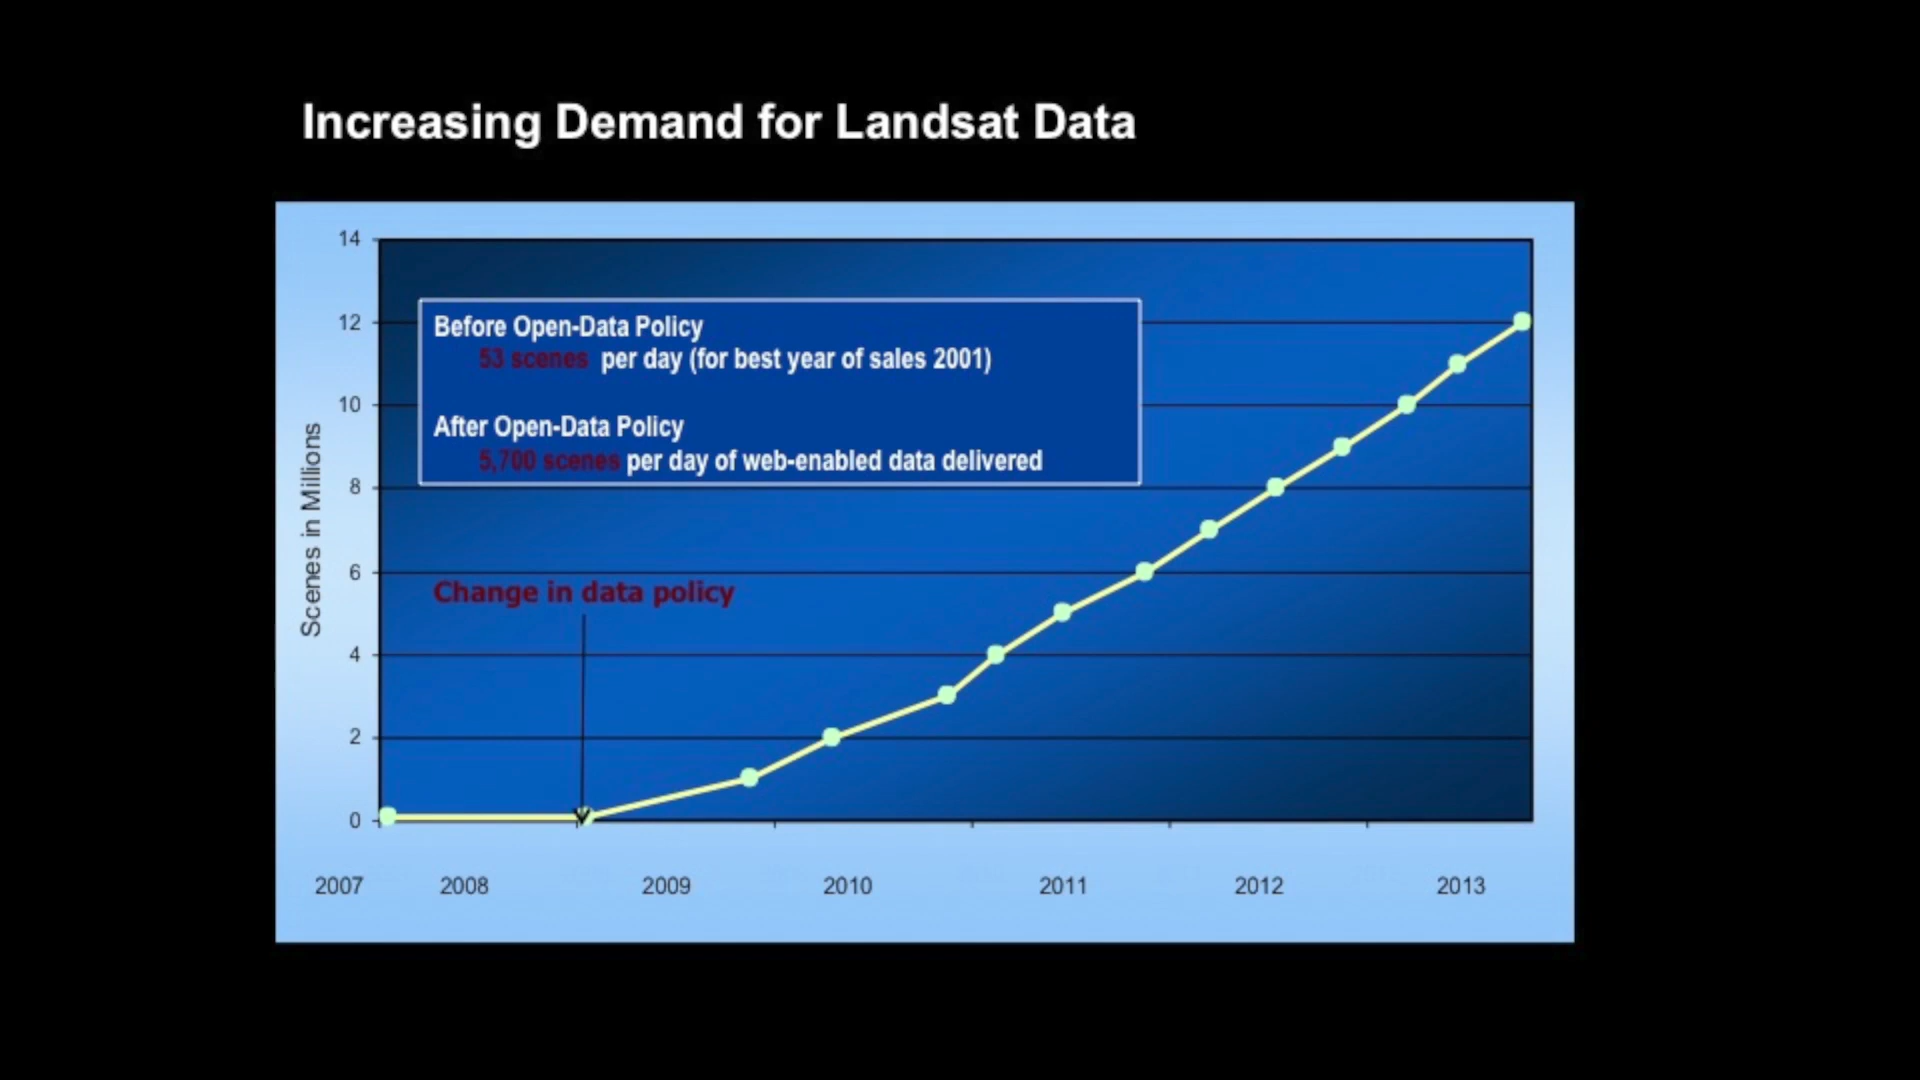 Increasing Demand for Landsat Data
14
12
10
8
6
4
2
0
Scenes in Millions
Before Open-Data Policy
53 scenes per day (for best year of sales 2001)
After Open-Data Policy
5,700 scenes per day of web-enabled data delivered
Change in data policy
2007 2008 2009 2010 2011 2012 2013